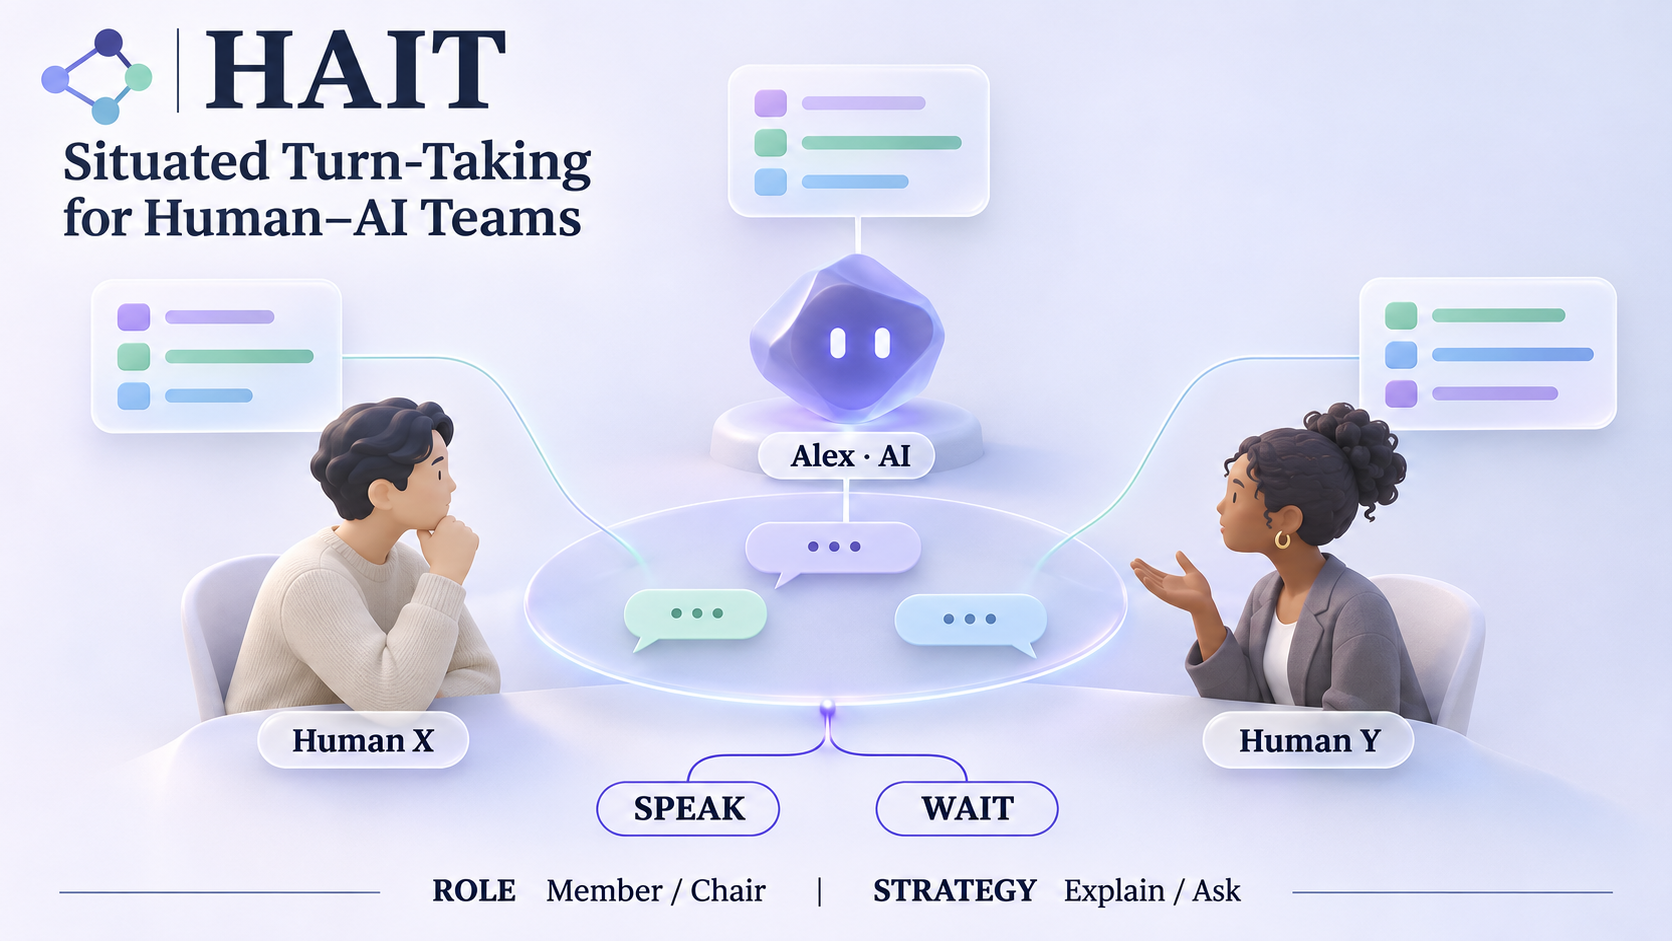 HAIT
Situated Turn-Taking
for Human–AI Teams
Alex · AI
Human X
Human Y
SPEAK
WAIT
ROLE Member / Chair | STRATEGY Explain / Ask